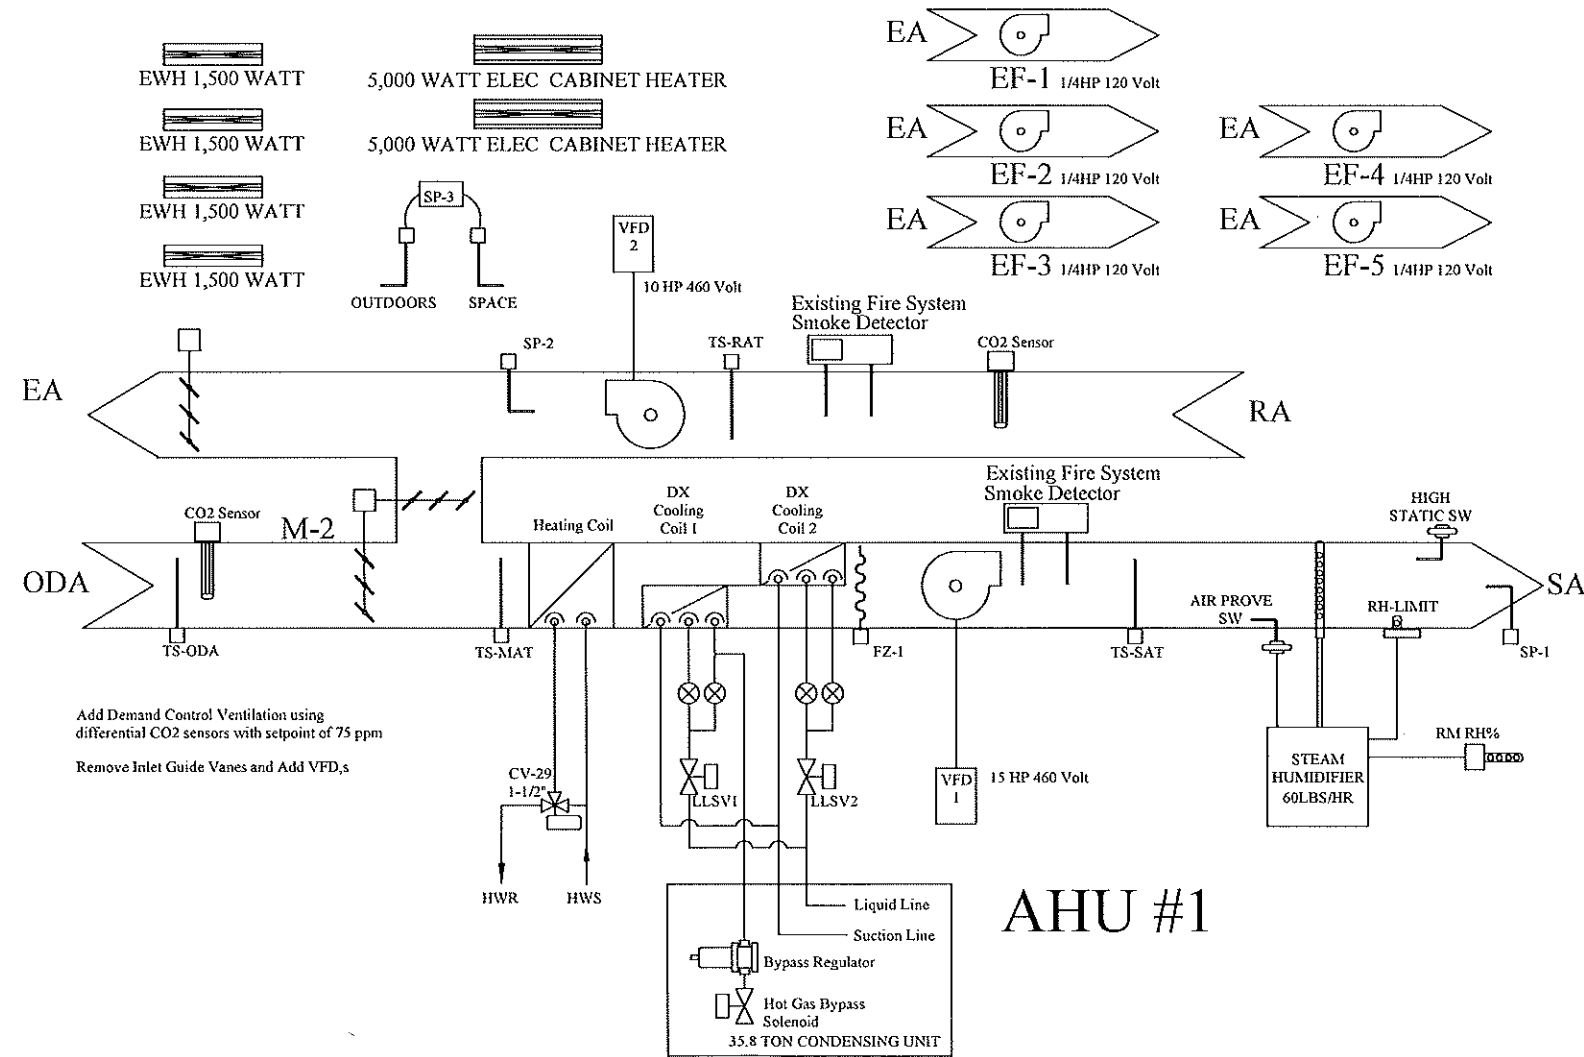 EA
EF-1 1/4HP 120 Volt
EWH 1,500 WATT
5,000 WATT ELEC CABINET HEATER
EA
EF-2 1/4HP 120 Volt
EA
EF-4 1/4HP 120 Volt
EWH 1,500 WATT
5,000 WATT ELEC CABINET HEATER
EWH 1,500 WATT
SP-3
EA
EF-3 1/4HP 120 Volt
EA
EF-5 1/4HP 120 Volt
VFD
2
EWH 1,500 WATT
OUTDOORS
SPACE
10 HP 460 Volt
Existing Fire System
Smoke Detector
SP-2
TS-RAT
CO2 Sensor
EA
RA
Existing Fire System
Smoke Detector
CO2 Sensor
M-2
Heating Coil
DX
Cooling
Coil 1
DX
Cooling
Coil 2
HIGH
STATIC SW
ODA
SA
AIR PROVE
SW
RH-LIMIT
TS-ODA
TS-MAT
FZ-1
TS-SAT
SP-1
Add Demand Control Ventilation using
differential CO2 sensors with setpoint of 75 ppm
Remove Inlet Guide Vanes and Add VFD,s
CV-29
1-1/2"
LLSV1
LLSV2
VFD
1
15 HP 460 Volt
STEAM
HUMIDIFIER
60LBS/HR
RM RH%
HWR
HWS
Liquid Line
Suction Line
Bypass Regulator
Hot Gas Bypass
Solenoid
35.8 TON CONDENSING UNIT
AHU #1